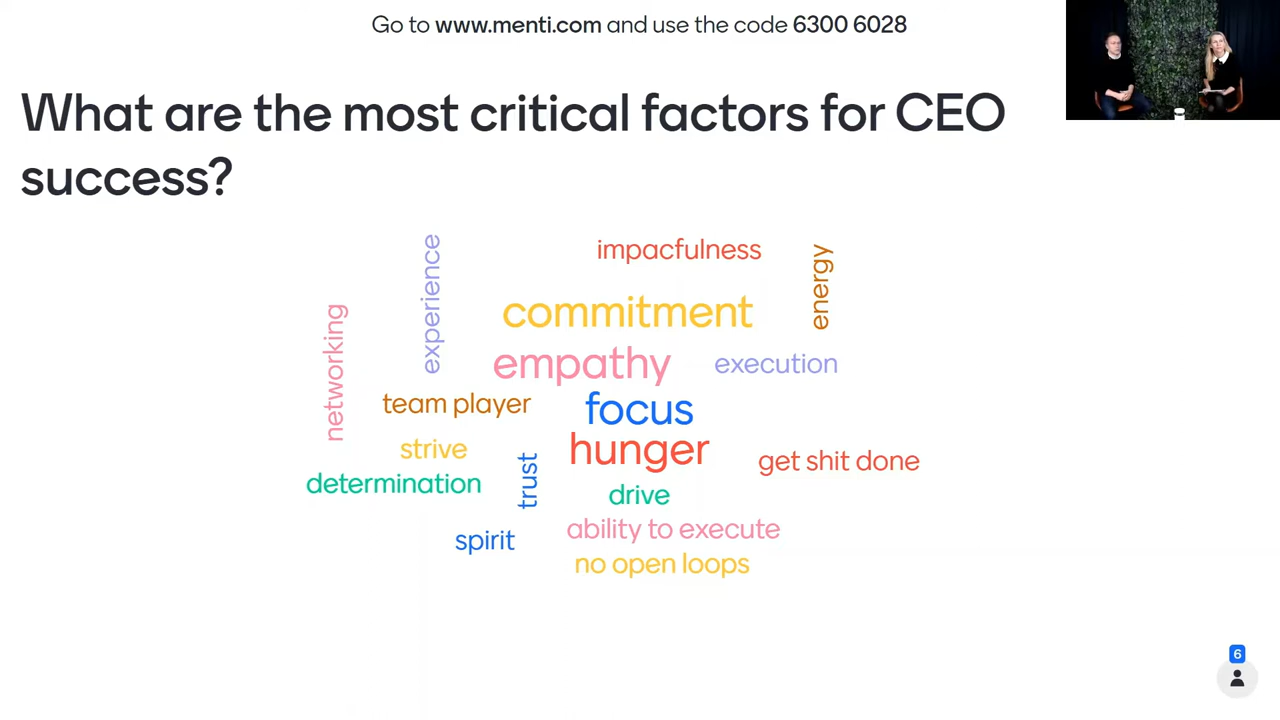 Go to www.menti.com and use the code 6300 6028
What are the most critical factors for CEO
success?
impacfulness
experience
energy
commitment
networking
empathy
execution
team player
focus
strive
hunger
get shit done
determination
trust
drive
spirit
ability to execute
no open loops
6